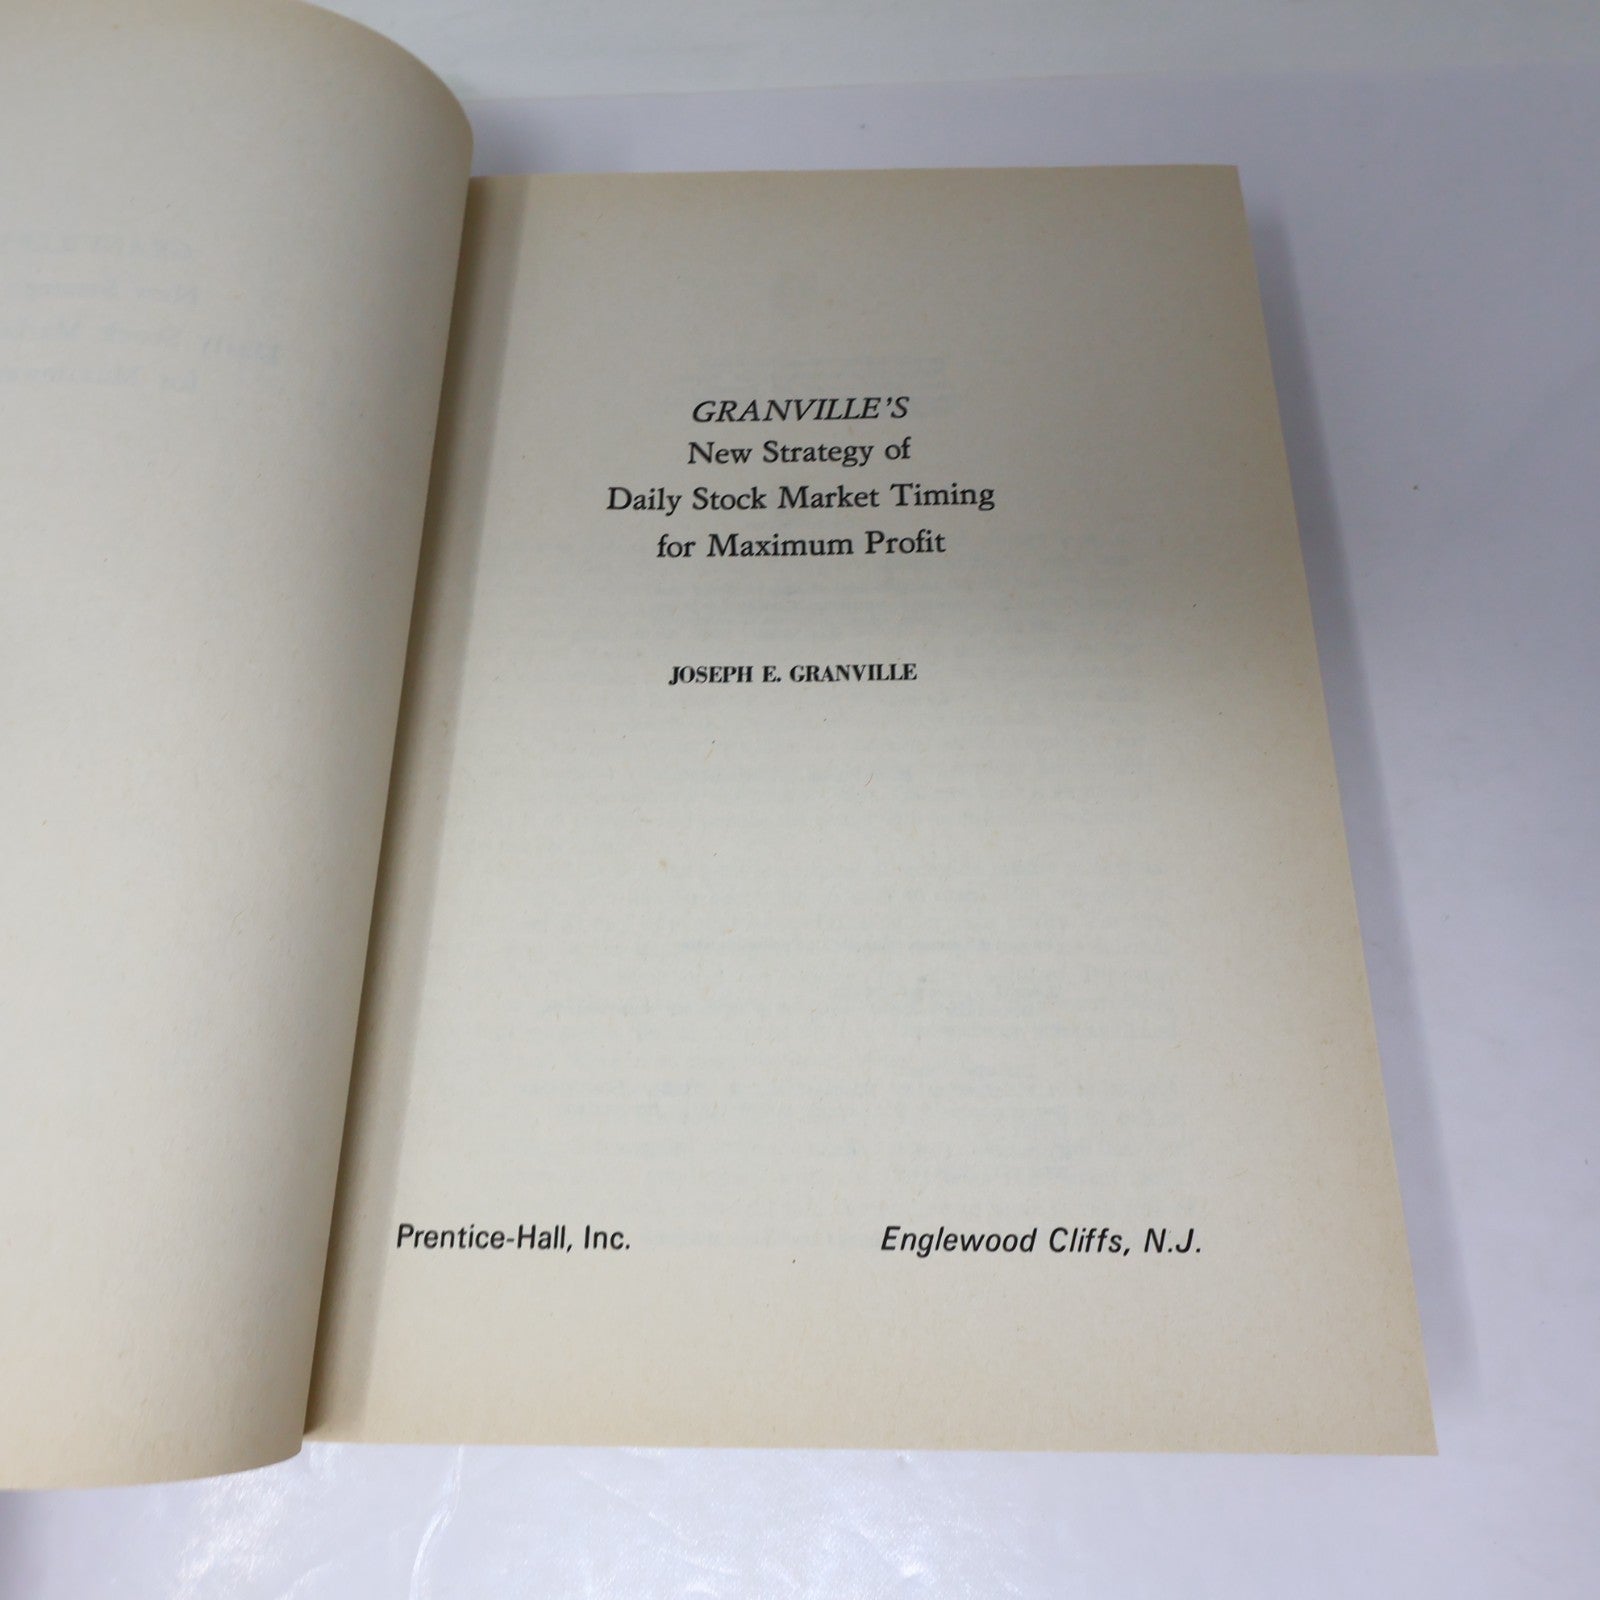 GRANVILLE'S
New Strategy of
Daily Stock Market Timing
for Maximum Profit
JOSEPH E. GRANVILLE
Prentice-Hall, Inc.
Englewood Cliffs, N.J.